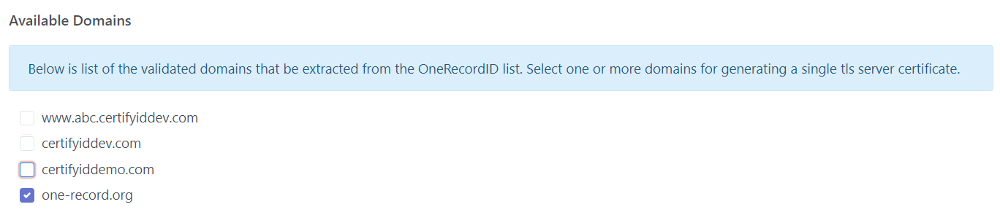 Available Domains
Below is list of the validated domains that be extracted from the OneRecordID list. Select one or more domains for generating a single tls server certificate.
www.abc.certifyiddev.com
certifyiddev.com
certifyiddemo.com
one-record.org